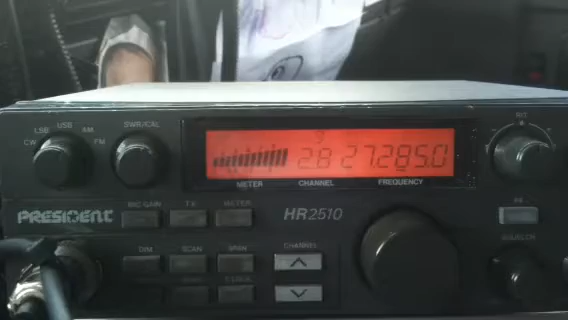 LSB USB AM
CW FM
SWR/CAL
RIT
28 27.285.0
METER CHANNEL FREQUENCY
PRESIDENT
MIC GAIN TX METER
HR2510
DIM SCAN SPAN
CHANNEL
SQUELCH